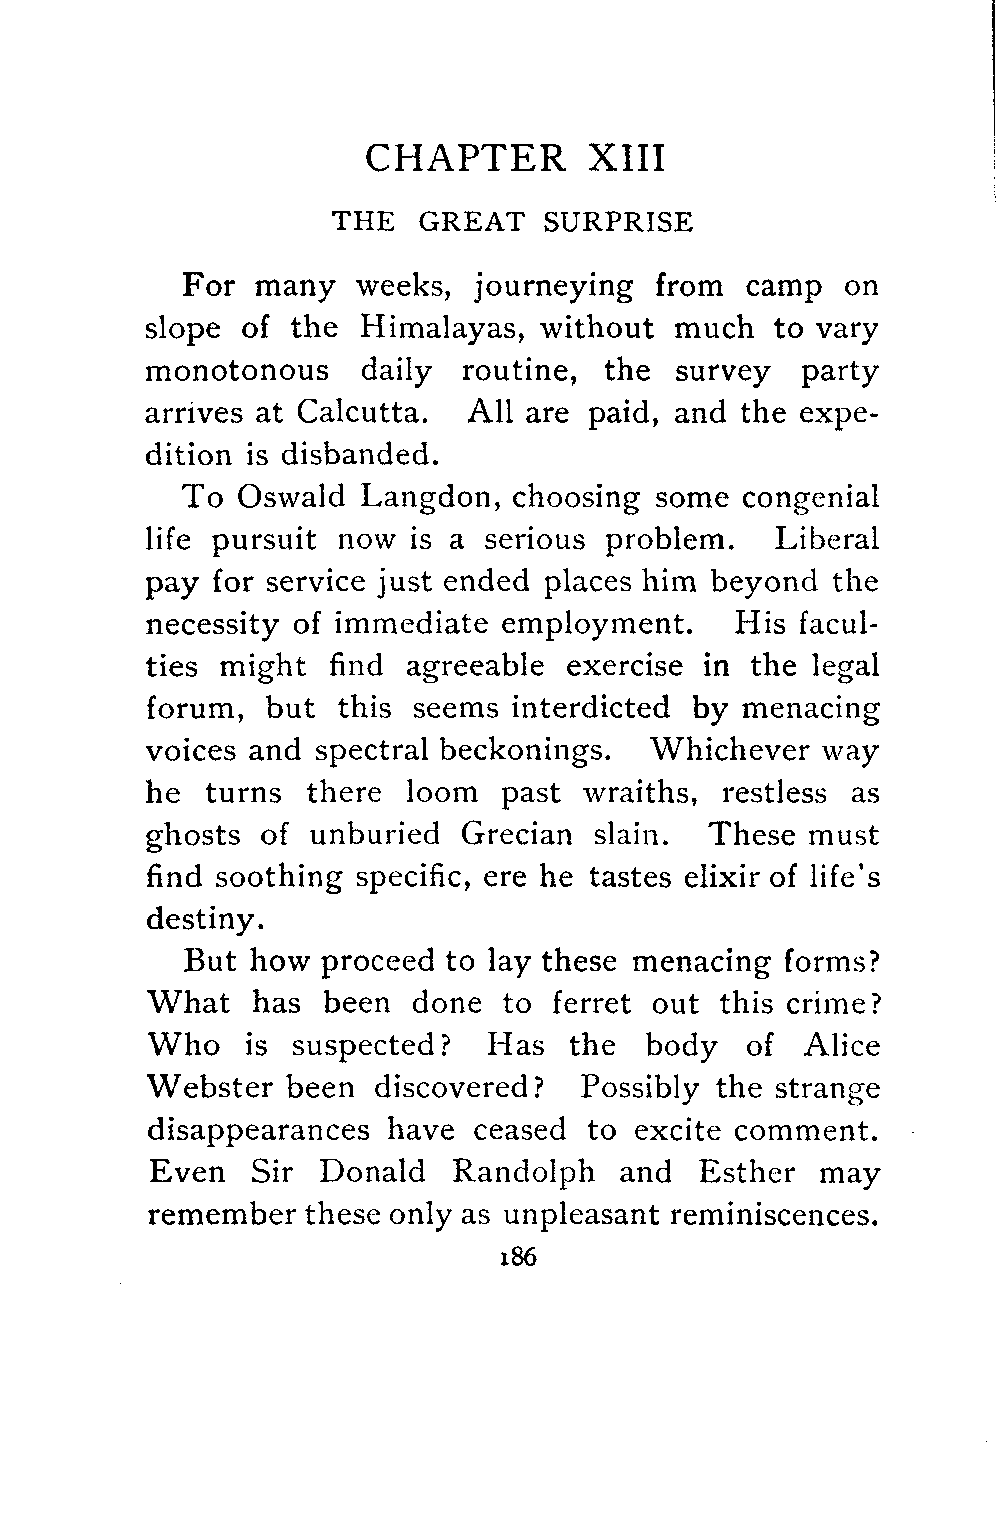 CHAPTER XIII
THE GREAT SURPRISE
For many weeks, journeying from camp on
slope of the Himalayas, without much to vary
monotonous daily routine, the survey party
arrives at Calcutta. All are paid, and the expe-
dition is disbanded.
To Oswald Langdon, choosing some congenial
life pursuit now is a serious problem. Liberal
pay for service just ended places him beyond the
necessity of immediate employment. His facul-
ties might find agreeable exercise in the legal
forum, but this seems interdicted by menacing
voices and spectral beckonings. Whichever way
he turns there loom past wraiths, restless as
ghosts of unburied Grecian slain. These must
find soothing specific, ere he tastes elixir of life's
destiny.
But how proceed to lay these menacing forms?
What has been done to ferret out this crime?
Who is suspected? Has the body of Alice
Webster been discovered? Possibly the strange
disappearances have ceased to excite comment.
Even Sir Donald Randolph and Esther may
remember these only as unpleasant reminiscences.
186